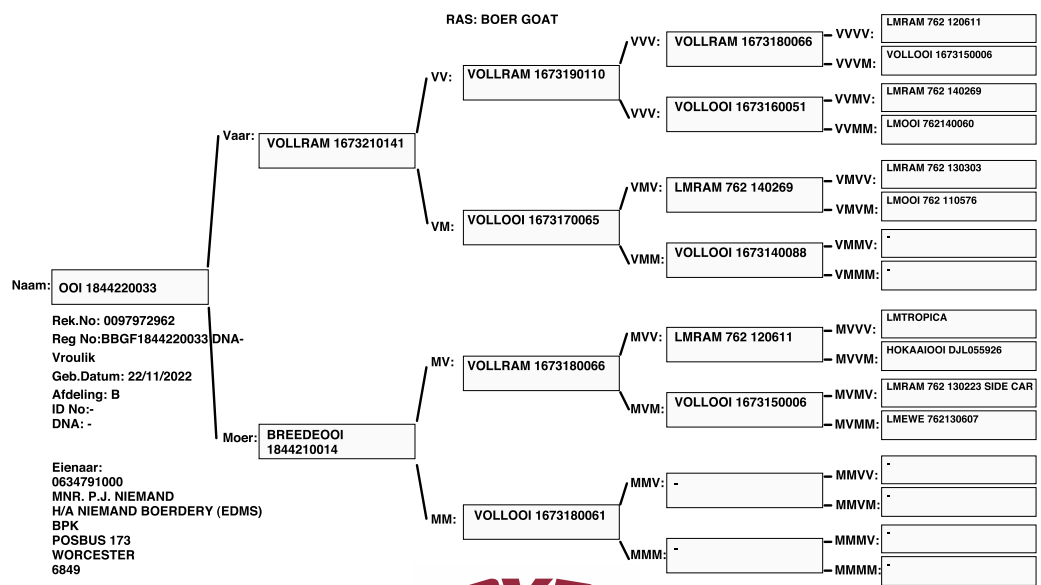 RAS: BOER GOAT
Naam: OOI 1844220033
Rek.No: 0097972962
Reg No:BBGF1844220033 DNA-
Vroulik
Geb.Datum: 22/11/2022
Afdeling: B
ID No:-
DNA: -
Eienaar:
0634791000
MNR. P.J. NIEMAND
H/A NIEMAND BOERDERY (EDMS)
BPK
POSBUS 173
WORCESTER
6849
Vaar: VOLLRAM 1673210141
Moer: BREEDEOOI
1844210014
VV: VOLLRAM 1673190110
VM: VOLLOOI 1673170065
MV: VOLLRAM 1673180066
MM: VOLLOOI 1673180061
VVV: VOLLRAM 1673180066
VVV: VOLLOOI 1673160051
VMV: LMRAM 762 140269
VMM: VOLLOOI 1673140088
MVV: LMRAM 762 120611
MVM: VOLLOOI 1673150006
MMV: -
MMM: -
VVVV: LMRAM 762 120611
VVVM: VOLLOOI 1673150006
VVMV: LMRAM 762 140269
VVMM: LMOOI 762140060
VMVV: LMRAM 762 130303
VMVM: LMOOI 762 110576
VMMV: -
VMMM: -
MVVV: LMTROPICA
MVVM: HOKAAIOOI DJL055926
MVMV: LMRAM 762 130223 SIDE CAR
MVMM: LMEWE 762130607
MMVV: -
MMVM: -
MMMV: -
MMMM: -